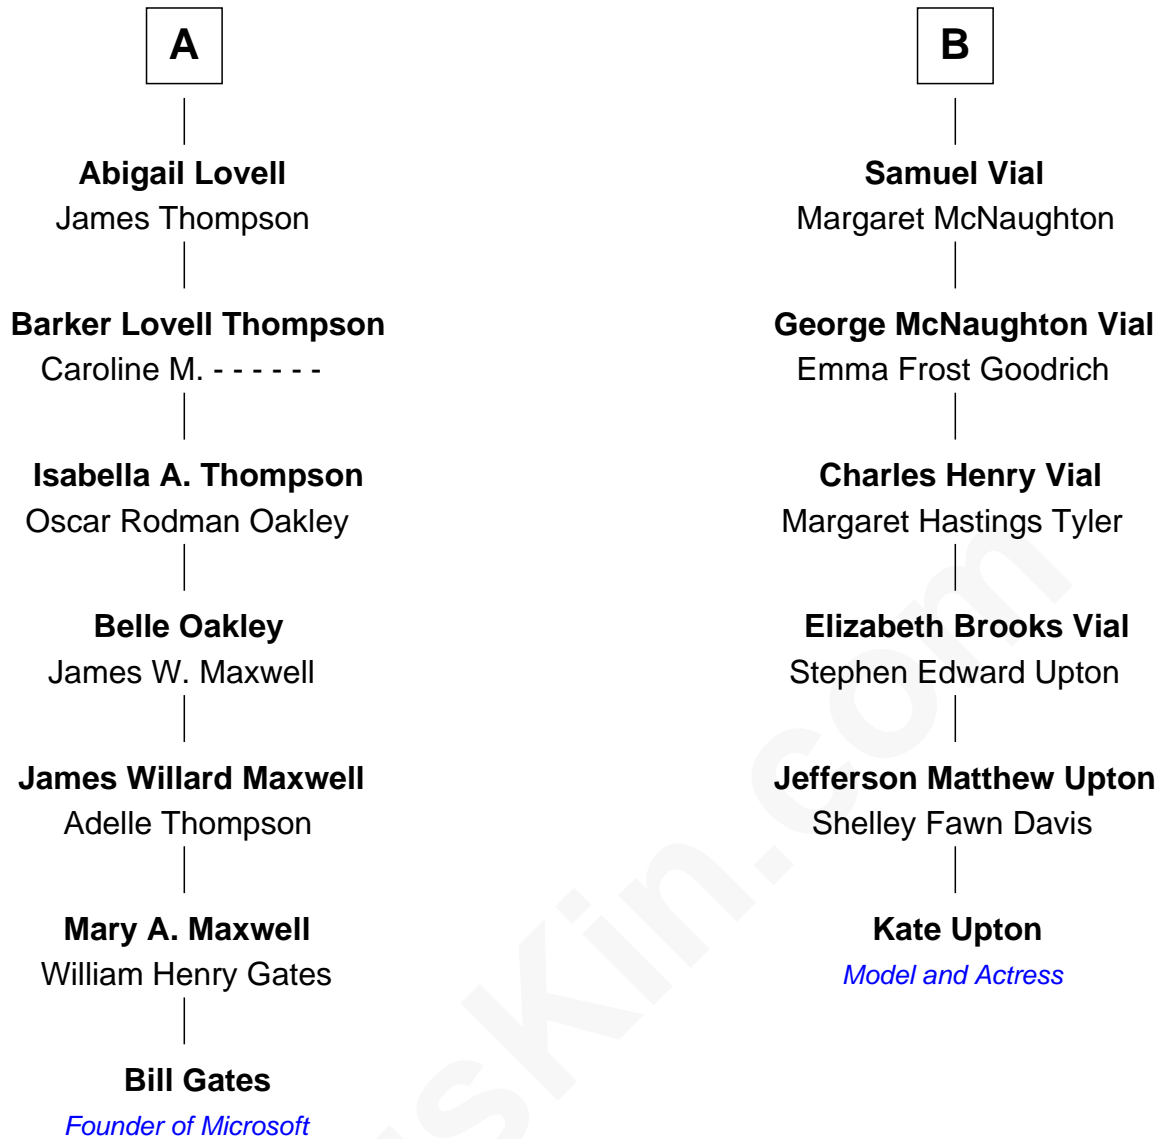 A
Abigail Lovell
James Thompson
Barker Lovell Thompson
Caroline M. - - - - - -
Isabella A. Thompson
Oscar Rodman Oakley
Belle Oakley
James W. Maxwell
James Willard Maxwell
Adelle Thompson
Mary A. Maxwell
William Henry Gates
Bill Gates
Founder of Microsoft
B
Samuel Vial
Margaret McNaughton
George McNaughton Vial
Emma Frost Goodrich
Charles Henry Vial
Margaret Hastings Tyler
Elizabeth Brooks Vial
Stephen Edward Upton
Jefferson Matthew Upton
Shelley Fawn Davis
Kate Upton
Model and Actress